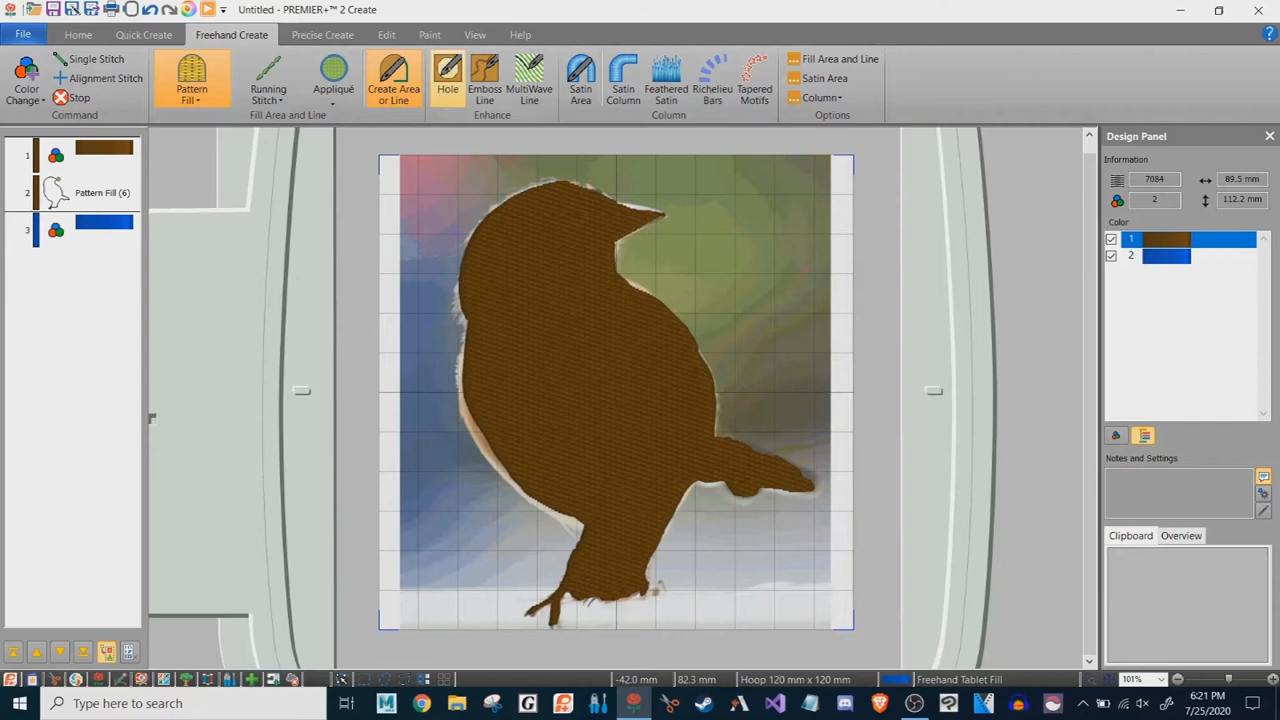 Untitled - PREMIER+™ 2 Create
File Home Quick Create Freehand Create Precise Create Edit Paint View Help
Color Change
Single Stitch
Alignment Stitch
Stop
Command
Pattern Fill
Running Stitch
Appliqué
Create Area or Line
Fill Area and Line
Hole
Emboss Line
MultiWave Line
Enhance
Satin Area
Satin Column
Feathered Satin
Richelieu Bars
Tapered Motifs
Column
Fill Area and Line
Satin Area
Column
Options
1
2 Pattern Fill (6)
3
Design Panel
Information
7084 89.5 mm
2 112.2 mm
Color
1
2
Notes and Settings
Clipboard Overview
-42.0 mm 82.3 mm Hoop 120 mm x 120 mm Freehand Tablet Fill 101%
Type here to search
6:21 PM
7/25/2020